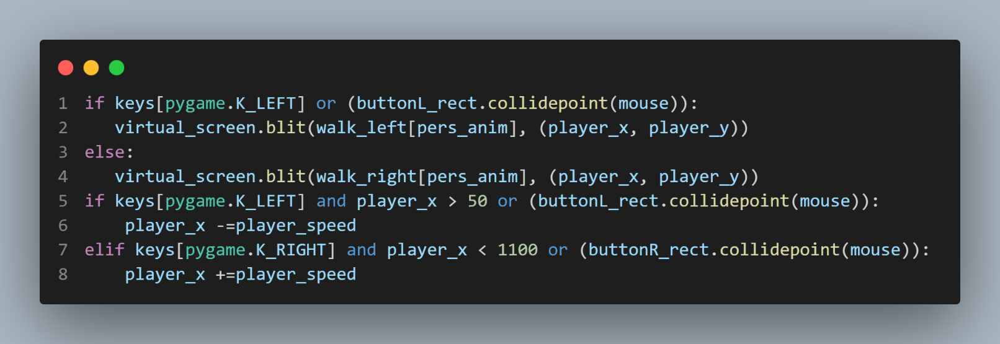 1 if keys[pygame.K_LEFT] or (buttonL_rect.collidepoint(mouse)):
2    virtual_screen.blit(walk_left[pers_anim], (player_x, player_y))
3 else:
4    virtual_screen.blit(walk_right[pers_anim], (player_x, player_y))
5 if keys[pygame.K_LEFT] and player_x > 50 or (buttonL_rect.collidepoint(mouse)):
6     player_x -=player_speed
7 elif keys[pygame.K_RIGHT] and player_x < 1100 or (buttonR_rect.collidepoint(mouse)):
8     player_x +=player_speed